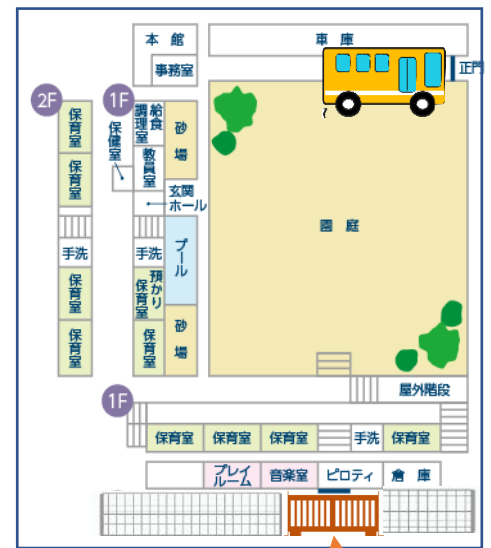 本館
事務室
車庫
正門
2F
保育室
保育室
手洗
保育室
保育室
1F
給食
調理室
保健室
教員室
玄関
ホール
手洗
預かり
保育室
保育室
砂場
プール
砂場
園庭
屋外階段
1F
保育室
保育室
保育室
手洗
保育室
プレイ
ルーム
音楽室
ピロティ
倉庫